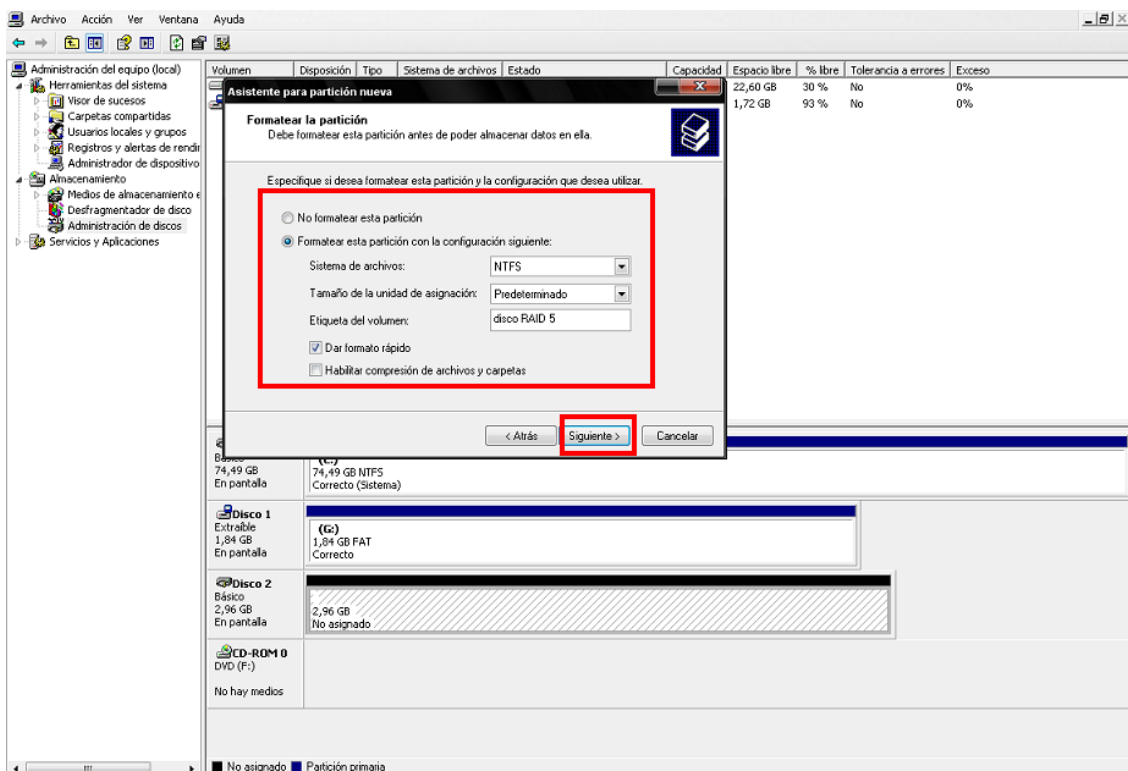 Archivo Acción Ver Ventana Ayuda
Administración del equipo (local)
Herramientas del sistema
Visor de sucesos
Carpetas compartidas
Usuarios locales y grupos
Registros y alertas de rendir
Administrador de dispositivo
Almacenamiento
Medios de almacenamiento e
Desfragmentador de disco
Administración de discos
Servicios y Aplicaciones
Volumen Disposición Tipo Sistema de archivos Estado Capacidad Espacio libre % libre Tolerancia a errores Exceso
22,60 GB 30 % No 0%
1,72 GB 93 % No 0%
Asistente para partición nueva
Formatear la partición
Debe formatear esta partición antes de poder almacenar datos en ella.
Especifique si desea formatear esta partición y la configuración que desea utilizar.
No formatear esta partición
Formatear esta partición con la configuración siguiente:
Sistema de archivos: NTFS
Tamaño de la unidad de asignación: Predeterminado
Etiqueta del volumen: disco RAID 5
Dar formato rápido
Habilitar compresión de archivos y carpetas
< Atrás Siguiente > Cancelar
Básico
74,49 GB
En pantalla
(C:)
74,49 GB NTFS
Correcto (Sistema)
Disco 1
Extraíble
1,84 GB
En pantalla
(G:)
1,84 GB FAT
Correcto
Disco 2
Básico
2,96 GB
En pantalla
2,96 GB
No asignado
CD-ROM 0
DVD (F:)
No hay medios
No asignado Partición primaria